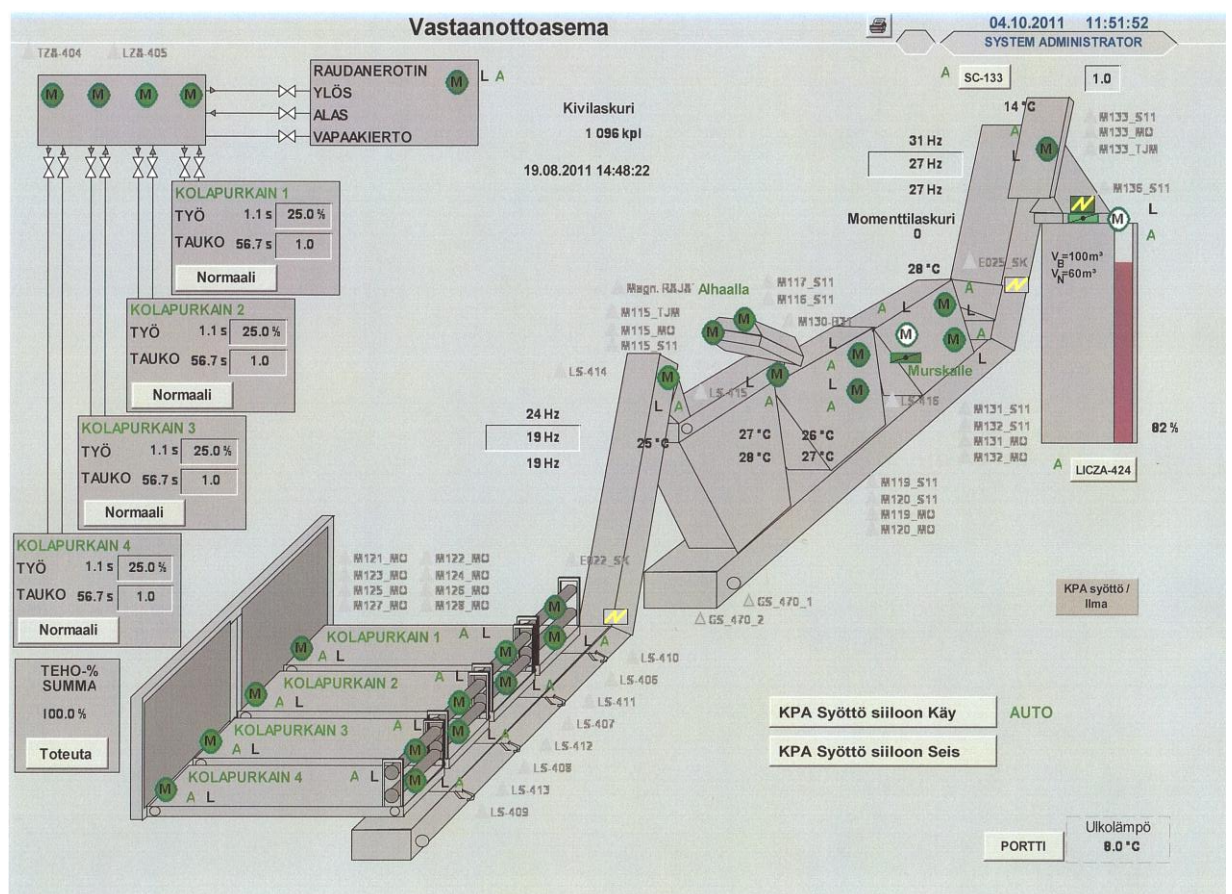 Vastaanottoasema
04.10.2011 11:51:52
SYSTEM ADMINISTRATOR
TZA-404 LZA-405
M M M M
RAUDANEROTIN
YLÖS
ALAS
VAPAAKIERTO
M
L A
Kivilaskuri
1 096 kpl
19.08.2011 14:48:22
A SC-133 1.0
14 °C
M133_S11
M133_MO
M133_TJM
M136_S11
31 Hz
27 Hz
27 Hz
Momenttilaskuri
0
28 °C
E025_SK
VB=100m³
VN=60m³
82 %
A LICZA-424
KOLAPURKAIN 1
TYÖ 1.1 s 25.0 %
TAUKO 56.7 s 1.0
Normaali
KOLAPURKAIN 2
TYÖ 1.1 s 25.0 %
TAUKO 56.7 s 1.0
Normaali
KOLAPURKAIN 3
TYÖ 1.1 s 25.0 %
TAUKO 56.7 s 1.0
Normaali
KOLAPURKAIN 4
TYÖ 1.1 s 25.0 %
TAUKO 56.7 s 1.0
Normaali
TEHO-%
SUMMA
100.0 %
Toteuta
Magn. RAJA
Alhaalla
M117_S11
M116_S11
M115_TJM
M115_MO
M115_S11
LS-414
LS-415
LS-416
Murskalle
24 Hz
19 Hz
19 Hz
25 °C
27 °C 26 °C
28 °C 27 °C
M131_S11
M132_S11
M131_MO
M132_MO
M119_S11
M120_S11
M119_MO
M120_MO
M121_MO M122_MO
M123_MO M124_MO
M125_MO M126_MO
M127_MO M128_MO
E022_SK
GS_470_1
GS_470_2
KOLAPURKAIN 1
KOLAPURKAIN 2
KOLAPURKAIN 3
KOLAPURKAIN 4
LS-410
LS-406
LS-411
LS-407
LS-412
LS-408
LS-413
LS-409
KPA syöttö /
Ilma
KPA Syöttö siiloon Käy AUTO
KPA Syöttö siiloon Seis
PORTTI
Ulkolämpö
8.0 °C